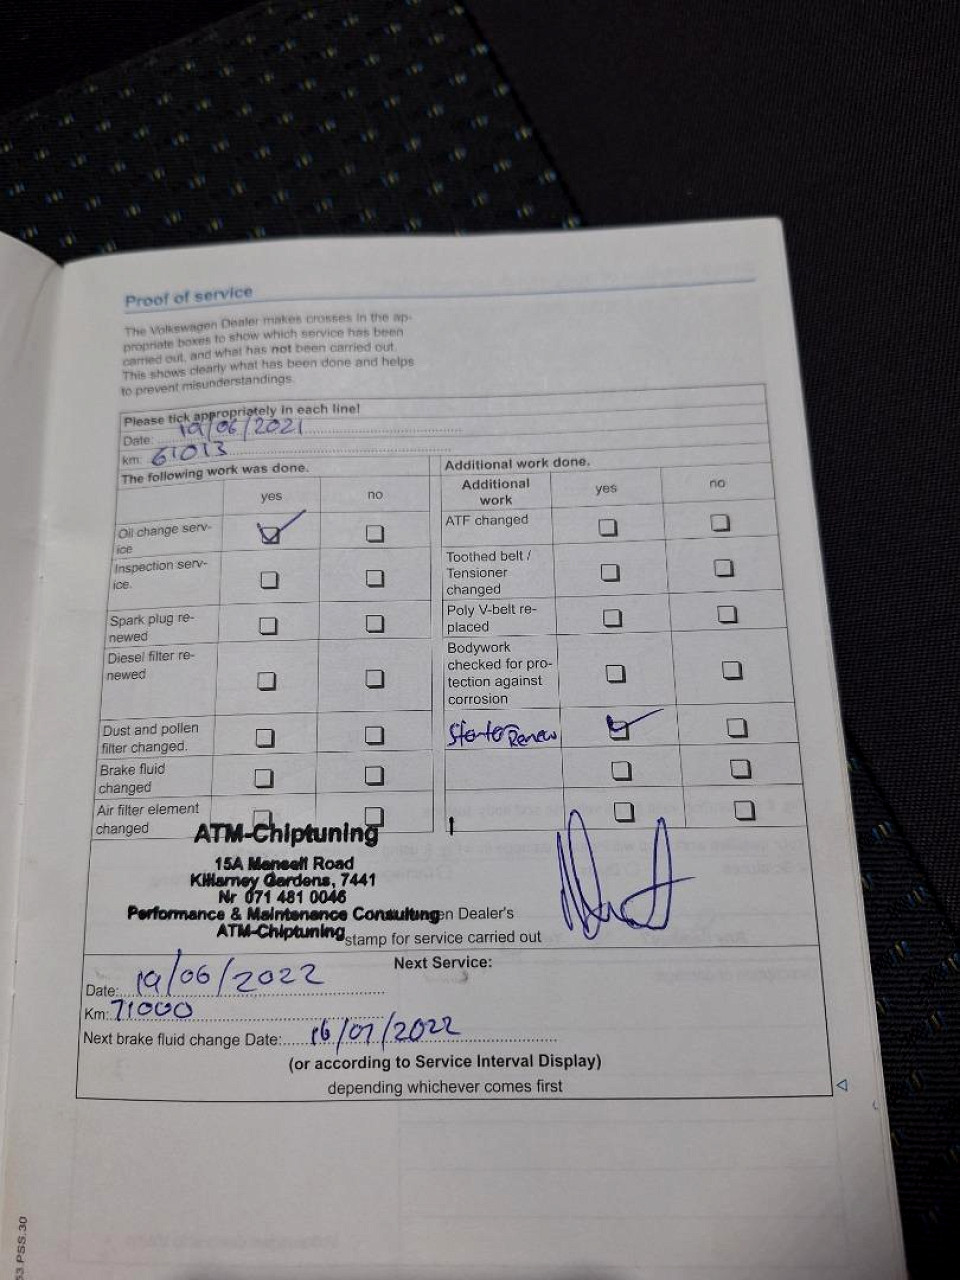 Proof of service
The Volkswagen Dealer makes crosses in the ap-
propriate boxes to show which service has been
carried out, and what has not been carried out.
This shows clearly what has been done and helps
to prevent misunderstandings.
Please tick appropriately in each line!
Date: 19/06/2021
km: 61013
The following work was done.
yes no
Oil change serv-
ice
Inspection serv-
ice.
Spark plug re-
newed
Diesel filter re-
newed
Dust and pollen
filter changed.
Brake fluid
changed
Air filter element
changed
Additional work done.
Additional
work
yes no
ATF changed
Toothed belt /
Tensioner
changed
Poly V-belt re-
placed
Bodywork
checked for pro-
tection against
corrosion
Starter Renew
ATM-Chiptuning
15A Mansell Road
Killarney Gardens, 7441
Nr 071 481 0046
Performance & Maintenance Consulting
ATM-Chiptuning
en Dealer's
stamp for service carried out
Next Service:
Date: 19/06/2022
Km: 71000
Next brake fluid change Date: 16/07/2022
(or according to Service Interval Display)
depending whichever comes first
53.PSS.30